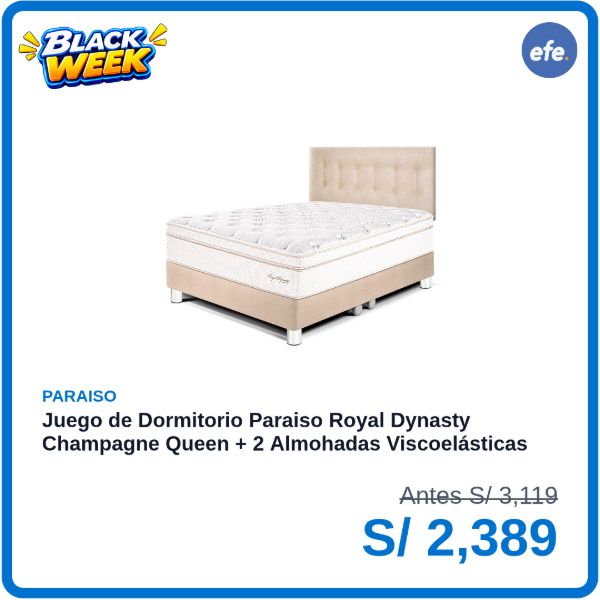 BLACK
WEEK
efe.
PARAISO
Juego de Dormitorio Paraiso Royal Dynasty
Champagne Queen + 2 Almohadas Viscoelásticas
Antes S/ 3,119
S/ 2,389